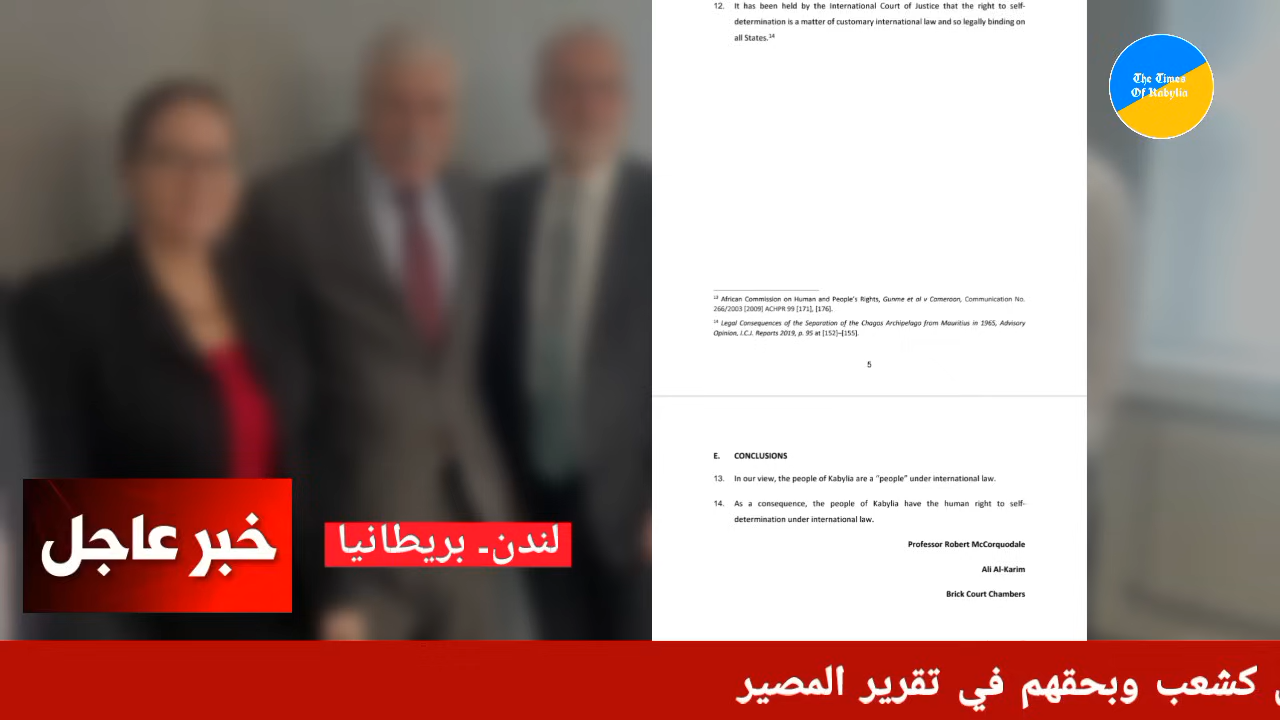 12. It has been held by the International Court of Justice that the right to self-
determination is a matter of customary international law and so legally binding on
all States.14
The Times
Of Kabylia
13 African Commission on Human and People's Rights, Gunme et al v Cameroon, Communication No.
266/2003 [2009] ACHPR 99 [171], [176].
14 Legal Consequences of the Separation of the Chagos Archipelago from Mauritius in 1965, Advisory
Opinion, I.C.J. Reports 2019, p. 95 at [152]–[155].
5
E. CONCLUSIONS
13. In our view, the people of Kabylia are a "people" under international law.
14. As a consequence, the people of Kabylia have the human right to self-
determination under international law.
Professor Robert McCorquodale
Ali Al-Karim
Brick Court Chambers
خبر عاجل
لندن- بريطانيا
كشعب وبحقهم في تقرير المصير